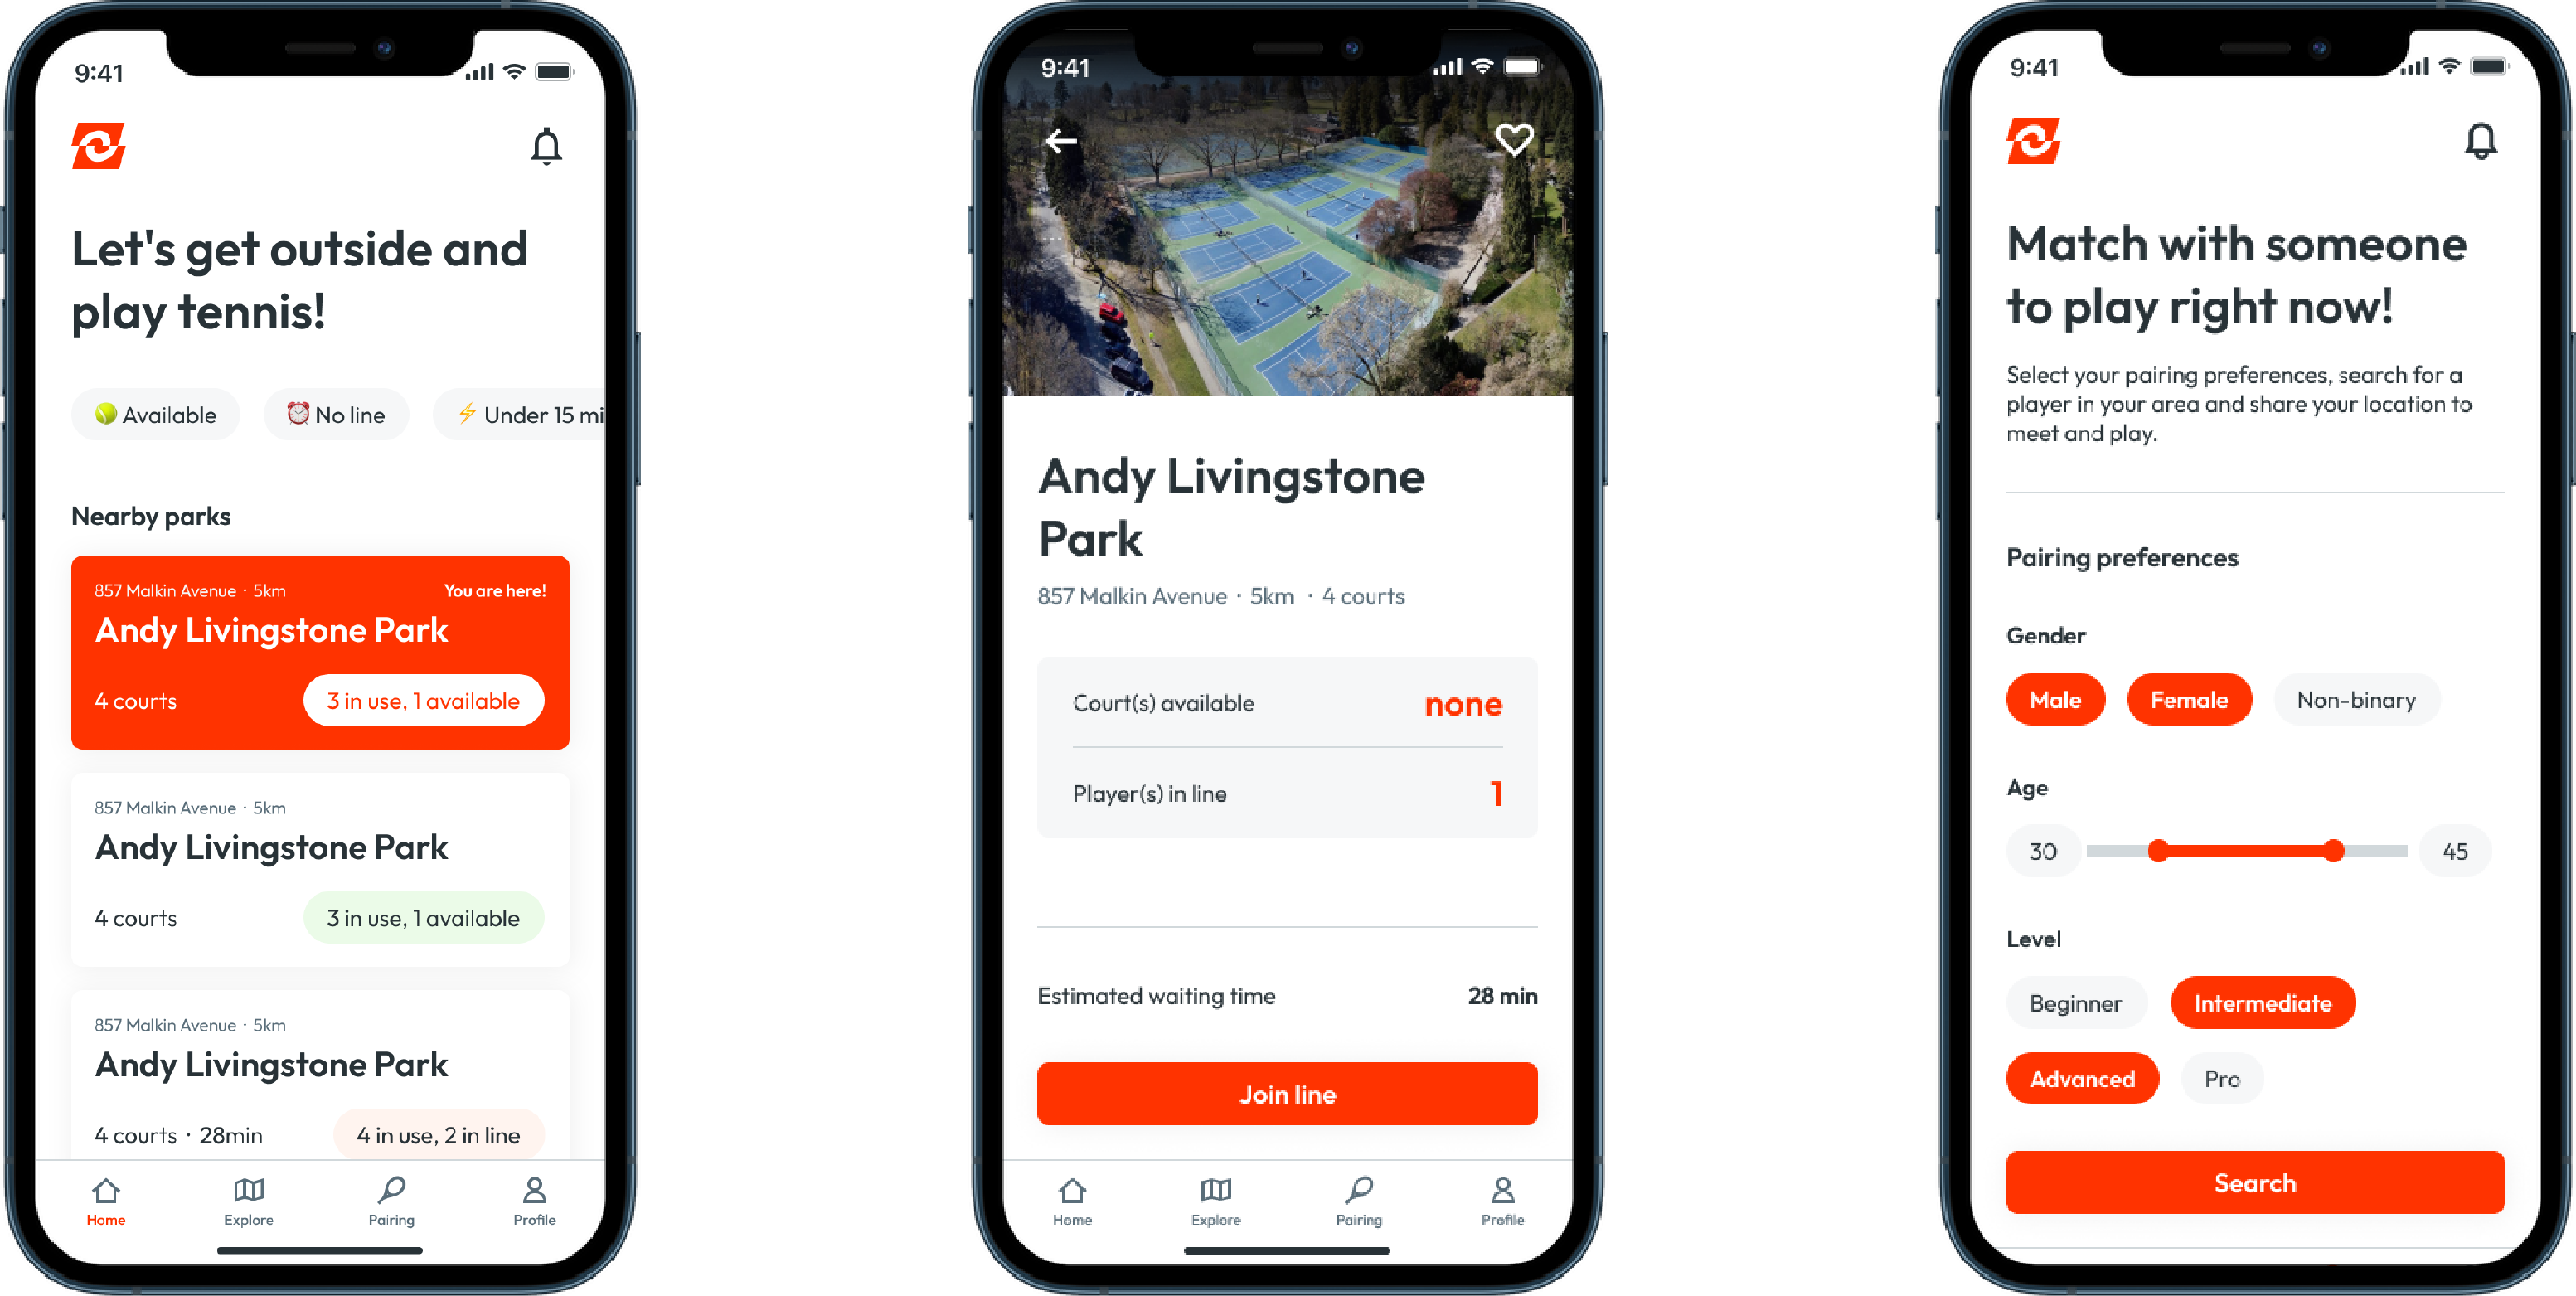 9:41
Let's get outside and
play tennis!
Available
No line
Under 15 mi
Nearby parks
857 Malkin Avenue · 5km
You are here!
Andy Livingstone Park
4 courts
3 in use, 1 available
857 Malkin Avenue · 5km
Andy Livingstone Park
4 courts
3 in use, 1 available
857 Malkin Avenue · 5km
Andy Livingstone Park
4 courts · 28min
4 in use, 2 in line
Home
Explore
Pairing
Profile
9:41
Andy Livingstone
Park
857 Malkin Avenue · 5km · 4 courts
Court(s) available
none
Player(s) in line
1
Estimated waiting time
28 min
Join line
Home
Explore
Pairing
Profile
9:41
Match with someone
to play right now!
Select your pairing preferences, search for a
player in your area and share your location to
meet and play.
Pairing preferences
Gender
Male
Female
Non-binary
Age
30
45
Level
Beginner
Intermediate
Advanced
Pro
Search